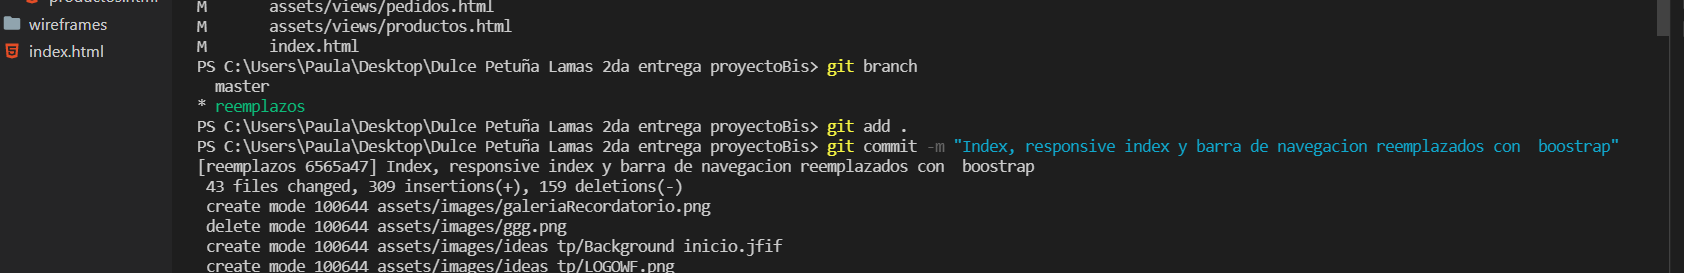 productos.html
wireframes
index.html
M assets/views/pedidos.html
M assets/views/productos.html
M index.html
PS C:\Users\Paula\Desktop\Dulce Petuña Lamas 2da entrega proyectoBis> git branch
master
* reemplazos
PS C:\Users\Paula\Desktop\Dulce Petuña Lamas 2da entrega proyectoBis> git add .
PS C:\Users\Paula\Desktop\Dulce Petuña Lamas 2da entrega proyectoBis> git commit -m "Index, responsive index y barra de navegacion reemplazados con  boostrap"
[reemplazos 6565a47] Index, responsive index y barra de navegacion reemplazados con  boostrap
43 files changed, 309 insertions(+), 159 deletions(-)
create mode 100644 assets/images/galeriaRecordatorio.png
delete mode 100644 assets/images/ggg.png
create mode 100644 assets/images/ideas tp/Background inicio.jfif
create mode 100644 assets/images/ideas tp/LOGOWF.png